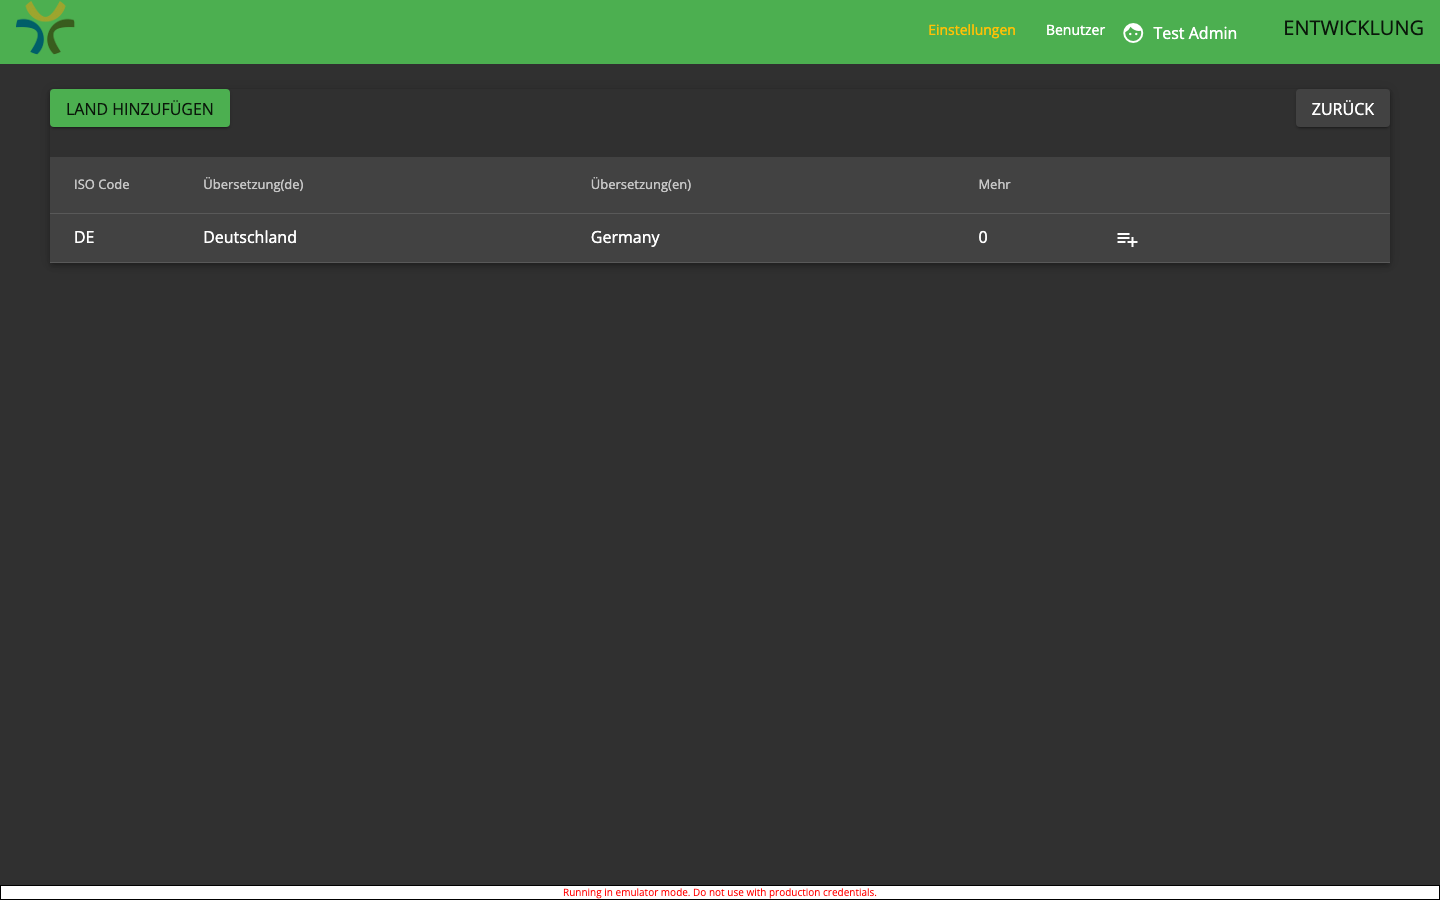 Einstellungen Benutzer Test Admin ENTWICKLUNG
LAND HINZUFÜGEN ZURÜCK
ISO Code Übersetzung(de) Übersetzung(en) Mehr
DE Deutschland Germany 0
Running in emulator mode. Do not use with production credentials.